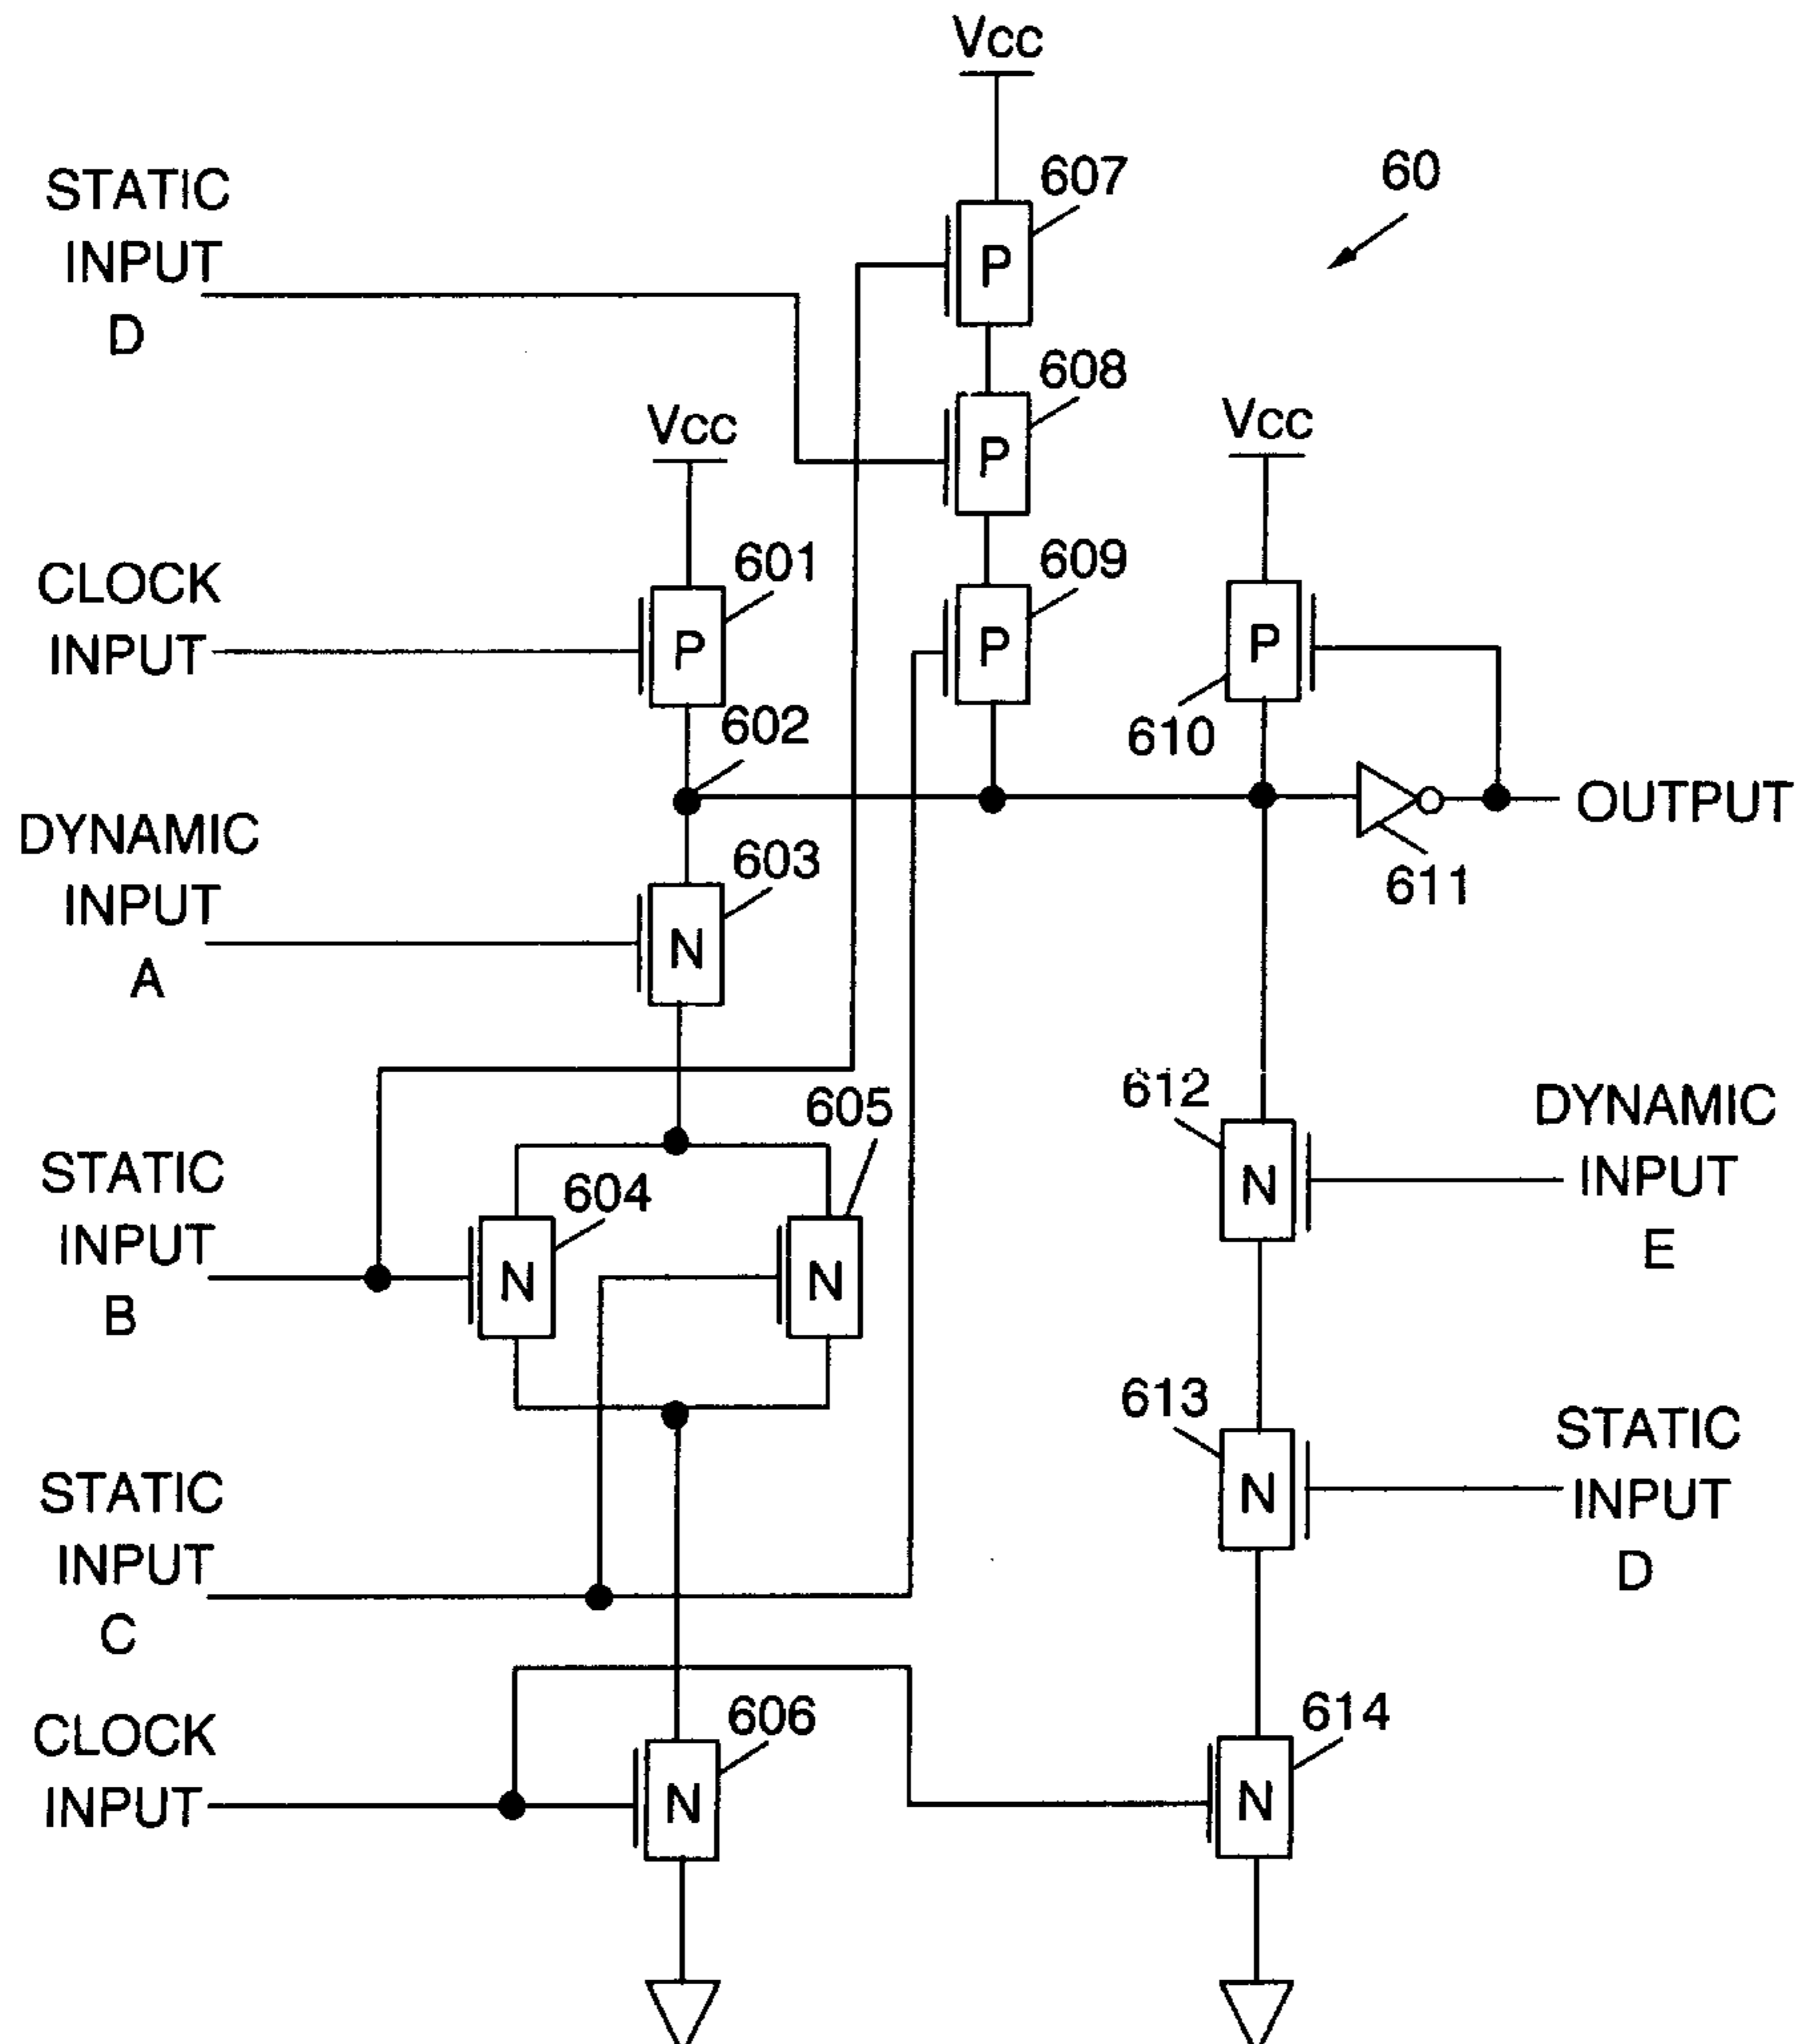 Vcc
607
60
STATIC
INPUT
D
P
608
Vcc
Vcc
P
CLOCK
INPUT
601
609
P
P
P
602
610
DYNAMIC
INPUT
A
603
OUTPUT
611
N
605
612
DYNAMIC
INPUT
E
STATIC
INPUT
B
604
N
N
N
613
STATIC
INPUT
D
STATIC
INPUT
C
N
CLOCK
INPUT
606
614
N
N